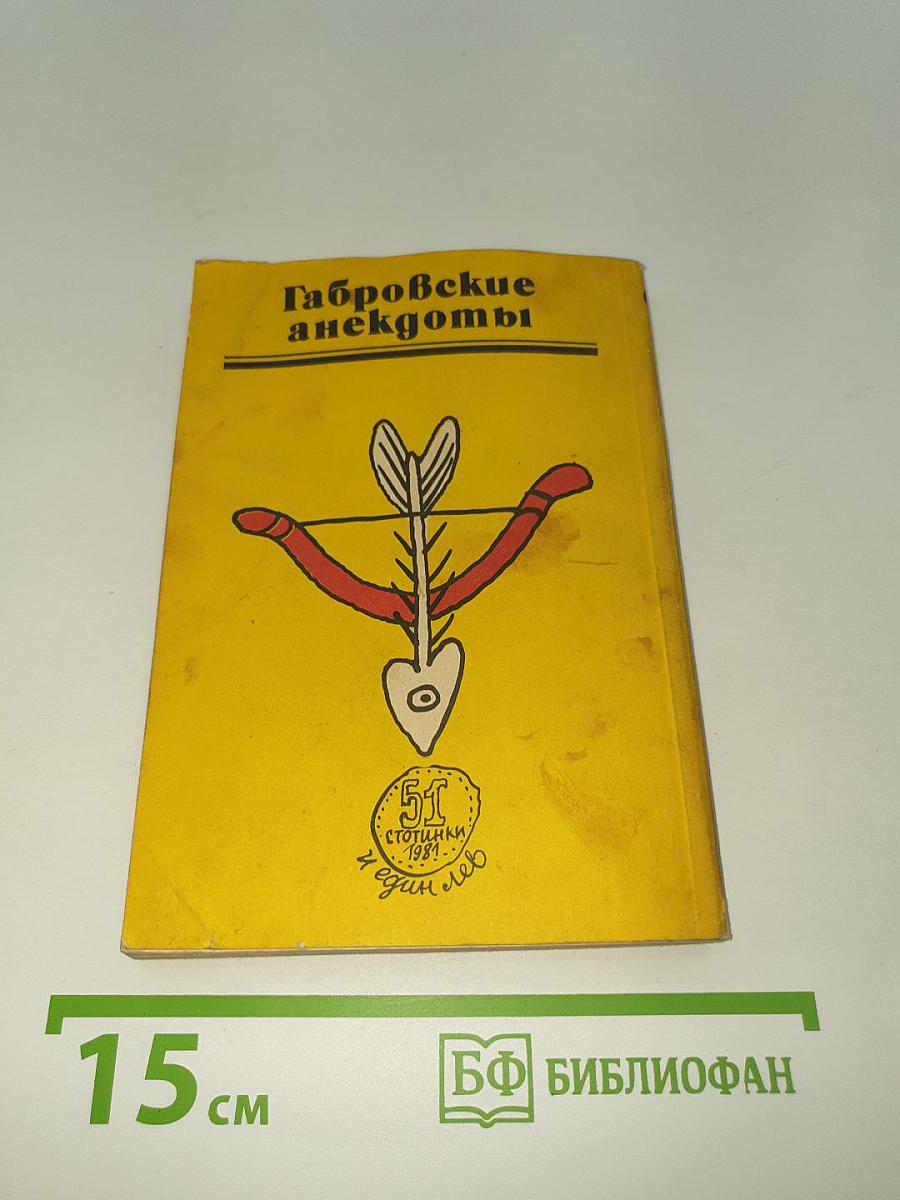 Габровские
анекдоты
51
стотинки
1981
и един лев
15 см
БФ БИБЛИОФАН